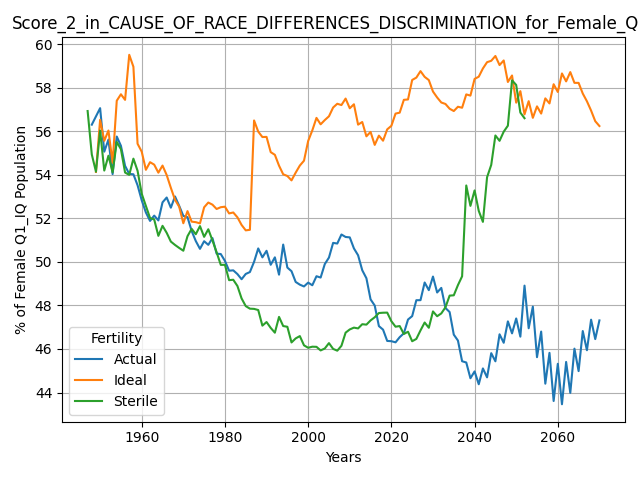 Score_2_in_CAUSE_OF_RACE_DIFFERENCES_DISCRIMINATION_for_Female_Q
% of Female Q1_IQ Population
60
58
56
54
52
50
48
46
44
Fertility
Actual
Ideal
Sterile
1960 1980 2000 2020 2040 2060
Years